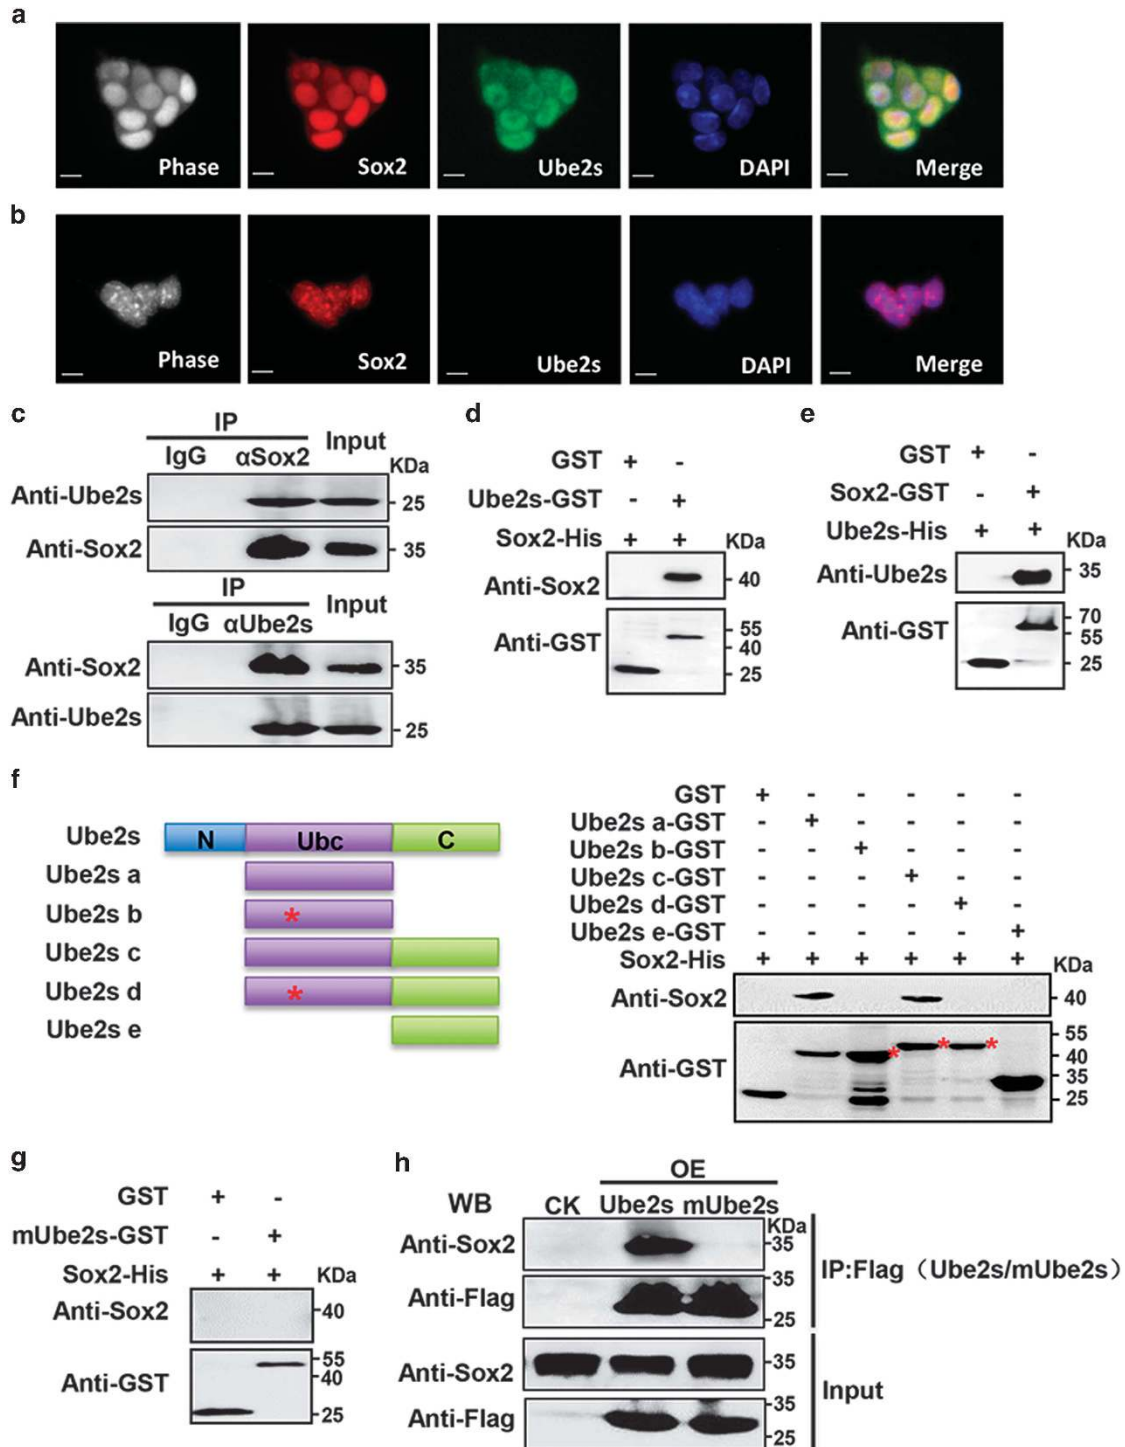 a
Phase Sox2 Ube2s DAPI Merge
b
Phase Sox2 Ube2s DAPI Merge
c
IP
IgG αSox2 Input
KDa
Anti-Ube2s 25
Anti-Sox2 35
IP
IgG αUbe2s Input
Anti-Sox2 35
Anti-Ube2s 25
d
GST + -
Ube2s-GST - +
Sox2-His + + KDa
Anti-Sox2 40
Anti-GST 55
40
25
e
GST + -
Sox2-GST - +
Ube2s-His + + KDa
Anti-Ube2s 35
Anti-GST 70
55
25
f
Ube2s N Ubc C
Ube2s a
Ube2s b *
Ube2s c
Ube2s d *
Ube2s e
GST + - - - - -
Ube2s a-GST - + - - - -
Ube2s b-GST - - + - - -
Ube2s c-GST - - - + - -
Ube2s d-GST - - - - + -
Ube2s e-GST - - - - - +
Sox2-His + + + + + + KDa
Anti-Sox2 40
Anti-GST * * * 55
40
35
25
g
GST + -
mUbe2s-GST - +
Sox2-His + + KDa
Anti-Sox2 40
Anti-GST 55
40
25
h
OE
WB CK Ube2s mUbe2s
KDa
Anti-Sox2 35
IP:Flag（Ube2s/mUbe2s）
Anti-Flag 35
25
Anti-Sox2 35
Input
Anti-Flag 35
25